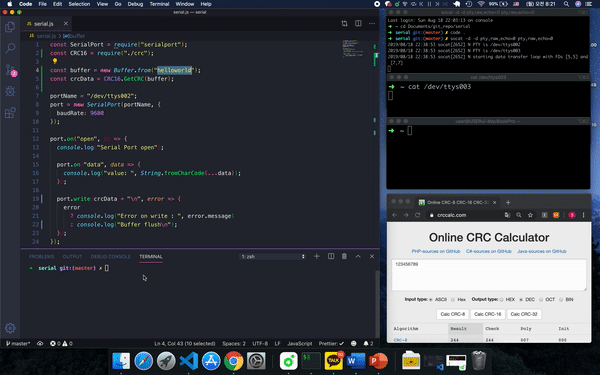 Code File Edit Selection View Go Debug Terminal Window Help
serial.js — serial
serial.js
serial.js > buffer
1 const SerialPort = require("serialport");
2 const CRC16 = require("./crc");
3
4 const buffer = new Buffer.from("helloworld");
5 const crcData = CRC16.GetCRC(buffer);
6
7 portName = "/dev/ttys002";
8 port = new SerialPort(portName, {
9 baudRate: 9600
10 });
11
12 port.on("open", () => {
13 console.log("Serial Port open");
14
15 port.on("data", data => {
16 console.log("value: ", String.fromCharCode(...data));
17 });
18
19 port.write(crcData + "\n", error => {
20 error
21 ? console.log("Error on write : ", error.message)
22 : console.log("Buffer flush\n");
23 });
24 });
PROBLEMS OUTPUT DEBUG CONSOLE TERMINAL 1: zsh
➜ serial git:(master) ✗
master* 0 0 Ln 4, Col 43 (10 selected) Spaces: 2 UTF-8 LF JavaScript Prettier: ✓
Last login: Sun Aug 18 22:03:13 on console
➜ ~ cd Documents/git_repo/serial
➜ serial git:(master) ✗ code
➜ serial git:(master) ✗ socat -d -d pty,raw,echo=0 pty,raw,echo=0
2019/08/18 22:38:53 socat[2652] N PTY is /dev/ttys002
2019/08/18 22:38:53 socat[2652] N PTY is /dev/ttys003
2019/08/18 22:38:53 socat[2652] N starting data transfer loop with FDs [5,5] and
[7,7]
➜ ~ cat /dev/ttys003
➜ ~
Online CRC-8 CRC-16 CRC-
crccalc.com
Online CRC Calculator
PHP-sources on GitHub C#-sources on GitHub Java-sources on GitHub
123456789
Input type: ASCII Hex Output type: HEX DEC OCT BIN
Calc CRC-8 Calc CRC-16 Calc CRC-32
Algorithm Result Check Poly Init
CRC-8 244 244 007 000